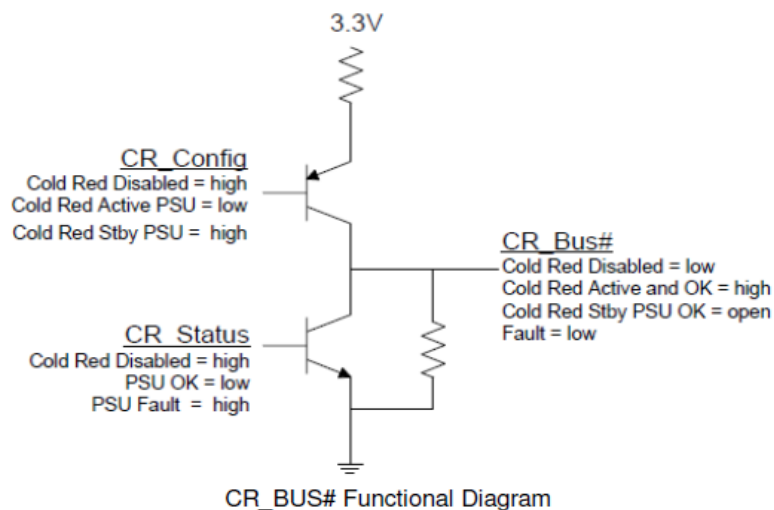 3.3V
CR_Config
Cold Red Disabled = high
Cold Red Active PSU = low
Cold Red Stby PSU = high
CR_Bus#
Cold Red Disabled = low
Cold Red Active and OK = high
Cold Red Stby PSU OK = open
Fault = low
CR_Status
Cold Red Disabled = high
PSU OK = low
PSU Fault = high
CR_BUS# Functional Diagram